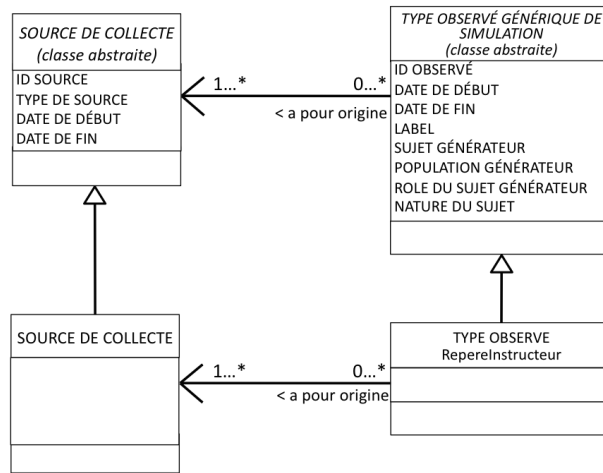 SOURCE DE COLLECTE
(classe abstraite)
ID SOURCE
TYPE DE SOURCE
DATE DE DÉBUT
DATE DE FIN
1...*
0...*
< a pour origine
TYPE OBSERVÉ GÉNÉRIQUE DE
SIMULATION
(classe abstraite)
ID OBSERVÉ
DATE DE DÉBUT
DATE DE FIN
LABEL
SUJET GÉNÉRATEUR
POPULATION GÉNÉRATEUR
ROLE DU SUJET GÉNÉRATEUR
NATURE DU SUJET
SOURCE DE COLLECTE
1...*
0...*
< a pour origine
TYPE OBSERVE
RepereInstructeur